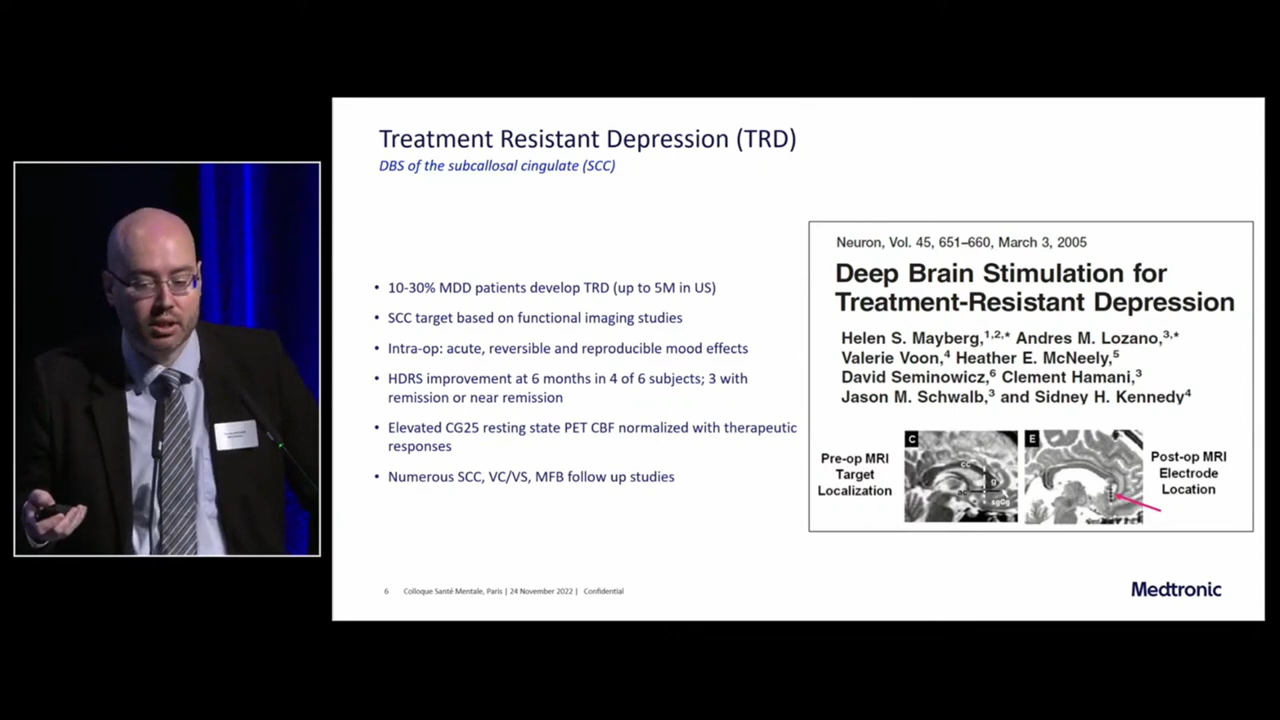 Treatment Resistant Depression (TRD)
DBS of the subcallosal cingulate (SCC)
• 10-30% MDD patients develop TRD (up to 5M in US)
• SCC target based on functional imaging studies
• Intra-op: acute, reversible and reproducible mood effects
• HDRS improvement at 6 months in 4 of 6 subjects; 3 with
remission or near remission
• Elevated CG25 resting state PET CBF normalized with therapeutic
responses
• Numerous SCC, VC/VS, MFB follow up studies
Neuron, Vol. 45, 651–660, March 3, 2005
Deep Brain Stimulation for
Treatment-Resistant Depression
Helen S. Mayberg,1,2,* Andres M. Lozano,3,*
Valerie Voon,4 Heather E. McNeely,5
David Seminowicz,6 Clement Hamani,3
Jason M. Schwalb,3 and Sidney H. Kennedy4
Pre-op MRI
Target
Localization
C
cc
g
ac
sgCg
E
Post-op MRI
Electrode
Location
6 Colloque Santé Mentale, Paris | 24 November 2022 | Confidential
Medtronic